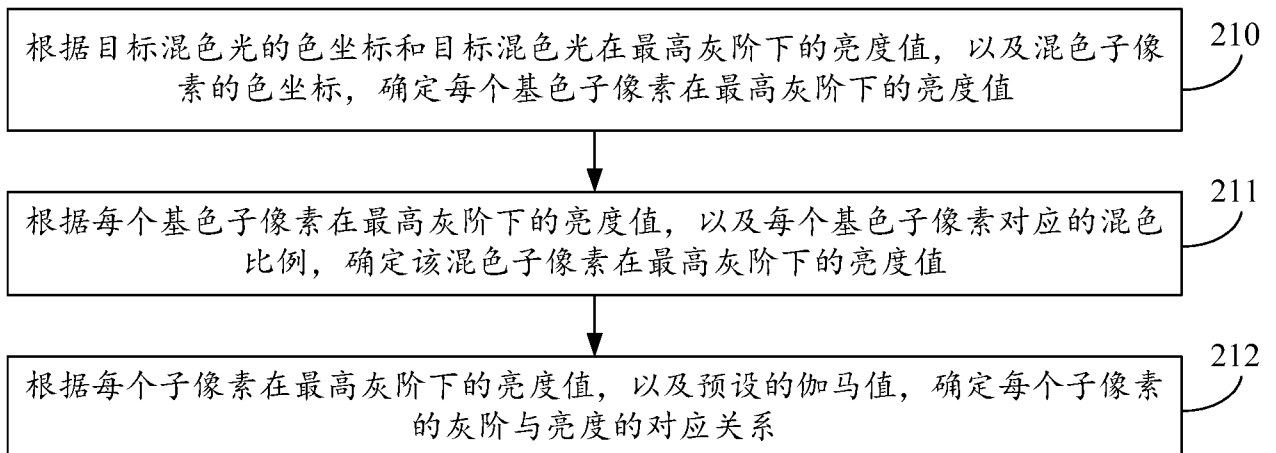 根据目标混色光的色坐标和目标混色光在最高灰阶下的亮度值，以及混色子像
素的色坐标，确定每个基色子像素在最高灰阶下的亮度值
210
根据每个基色子像素在最高灰阶下的亮度值，以及每个基色子像素对应的混色
比例，确定该混色子像素在最高灰阶下的亮度值
211
根据每个子像素在最高灰阶下的亮度值，以及预设的伽马值，确定每个子像素
的灰阶与亮度的对应关系
212